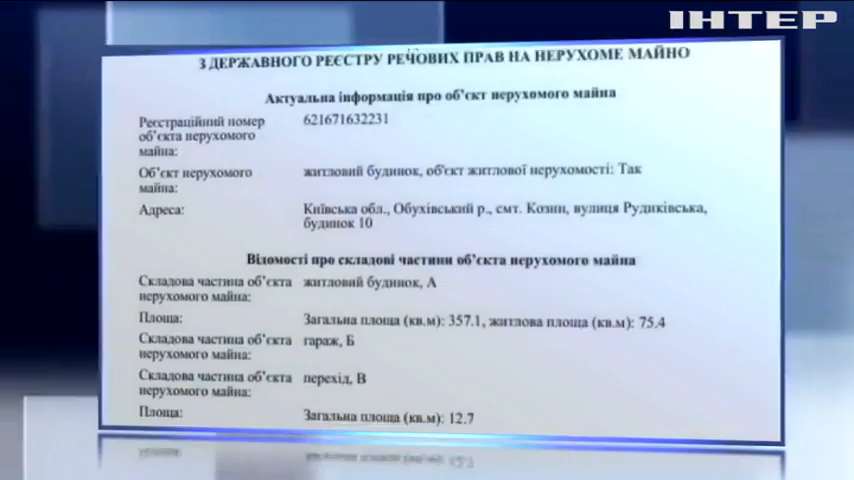 ІНТЕР
З ДЕРЖАВНОГО РЕЄСТРУ РЕЧОВИХ ПРАВ НА НЕРУХОМЕ МАЙНО
Актуальна інформація про об'єкт нерухомого майна
Реєстраційний номер 621671632231
об'єкта нерухомого
майна:
Об'єкт нерухомого житловий будинок, об'єкт житлової нерухомості: Так
майна:
Адреса: Київська обл., Обухівський р., смт. Козин, вулиця Рудиківська,
будинок 10
Відомості про складові частини об'єкта нерухомого майна
Складова частина об'єкта житловий будинок, А
нерухомого майна:
Площа: Загальна площа (кв.м): 357.1, житлова площа (кв.м): 75.4
Складова частина об'єкта гараж, Б
нерухомого майна:
Складова частина об'єкта перехід, В
нерухомого майна:
Площа: Загальна площа (кв.м): 12.7